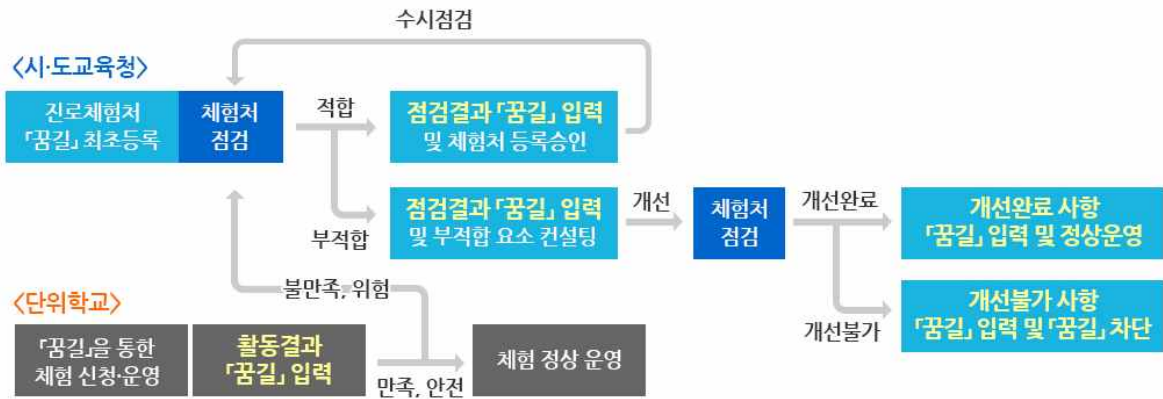 수시점검
<시·도교육청>
진로체험처
「꿈길」 최초등록
체험처
점검
적합
점검결과 「꿈길」 입력
및 체험처 등록승인
부적합
점검결과 「꿈길」 입력
및 부적합 요소 컨설팅
개선
체험처
점검
개선완료
개선완료 사항
「꿈길」 입력 및 정상운영
개선불가
개선불가 사항
「꿈길」 입력 및 「꿈길」 차단
불만족, 위험
<단위학교>
「꿈길」을 통한
체험 신청·운영
활동결과
「꿈길」 입력
만족, 안전
체험 정상 운영